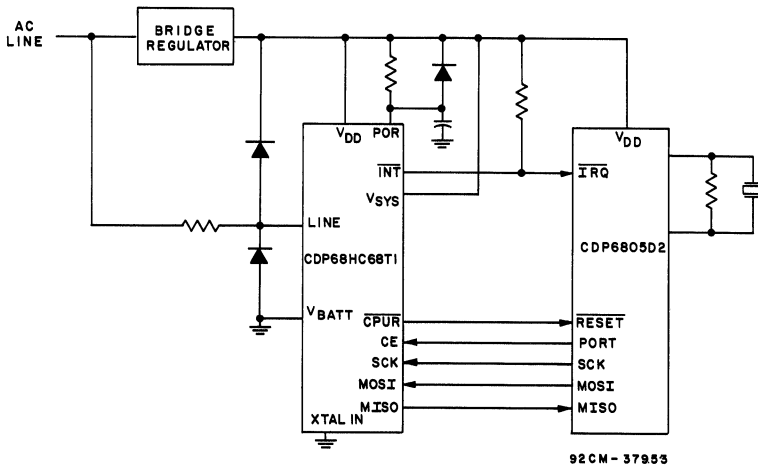 AC
LINE
BRIDGE
REGULATOR
VDD
POR
INT
VSYS
LINE
CDP68HC68T1
VBATT
CPUR
CE
SCK
MOSI
MISO
XTAL IN
VDD
IRQ
CDP6805D2
RESET
PORT
SCK
MOSI
MISO
92CM-37953